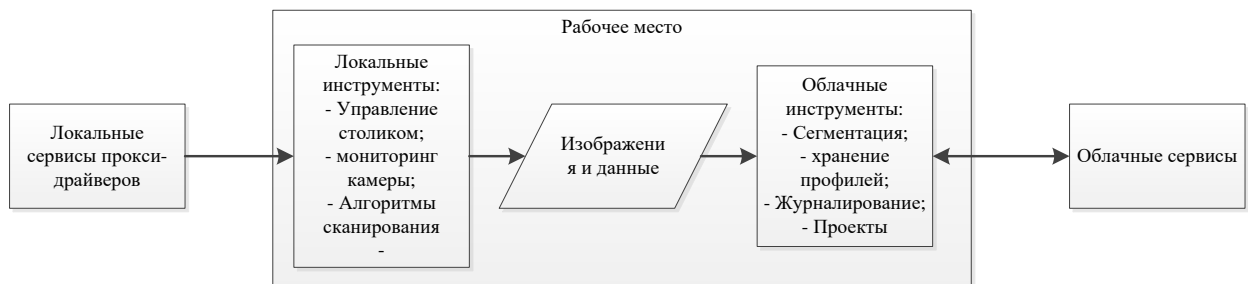 Рабочее место
Локальные
сервисы прокси-
драйверов
Локальные
инструменты:
- Управление
столиком;
- мониторинг
камеры;
- Алгоритмы
сканирования
-
Изображени
я и данные
Облачные
инструменты:
- Сегментация;
- хранение
профилей;
- Журналирование;
- Проекты
Облачные сервисы